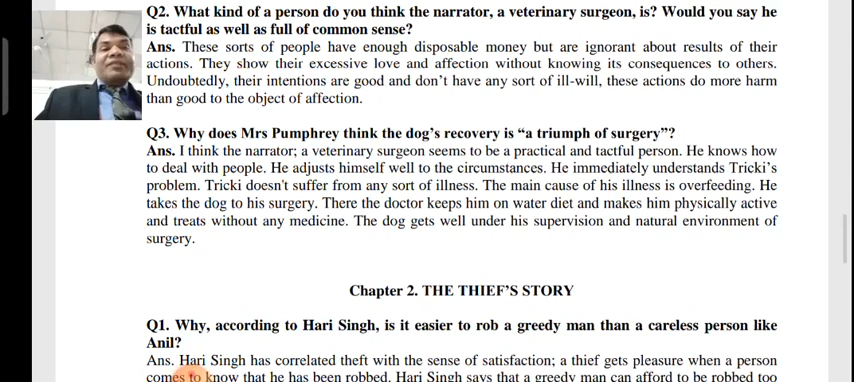 Q2. What kind of a person do you think the narrator, a veterinary surgeon, is? Would you say he
is tactful as well as full of common sense?
Ans. These sorts of people have enough disposable money but are ignorant about results of their
actions. They show their excessive love and affection without knowing its consequences to others.
Undoubtedly, their intentions are good and don't have any sort of ill-will, these actions do more harm
than good to the object of affection.
Q3. Why does Mrs Pumphrey think the dog's recovery is “a triumph of surgery”?
Ans. I think the narrator; a veterinary surgeon seems to be a practical and tactful person. He knows how
to deal with people. He adjusts himself well to the circumstances. He immediately understands Tricki's
problem. Tricki doesn't suffer from any sort of illness. The main cause of his illness is overfeeding. He
takes the dog to his surgery. There the doctor keeps him on water diet and makes him physically active
and treats without any medicine. The dog gets well under his supervision and natural environment of
surgery.
Chapter 2. THE THIEF'S STORY
Q1. Why, according to Hari Singh, is it easier to rob a greedy man than a careless person like
Anil?
Ans. Hari Singh has correlated theft with the sense of satisfaction; a thief gets pleasure when a person
comes to know that he has been robbed. Hari Singh says that a greedy man can afford to be robbed too